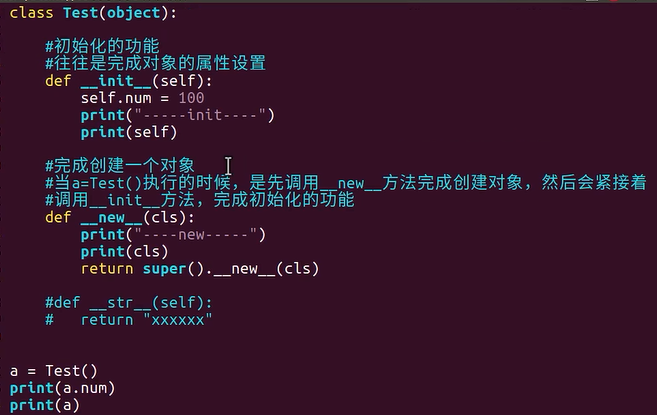 class Test(object):
    #初始化的功能
    #往往是完成对象的属性设置
    def __init__(self):
        self.num = 100
        print("-----init----")
        print(self)
    #完成创建一个对象
    #当a=Test()执行的时候，是先调用__new__方法完成创建对象，然后会紧接着
    #调用__init__方法，完成初始化的功能
    def __new__(cls):
        print("----new-----")
        print(cls)
        return super().__new__(cls)
    #def __str__(self):
    #   return "xxxxxx"
a = Test()
print(a.num)
print(a)